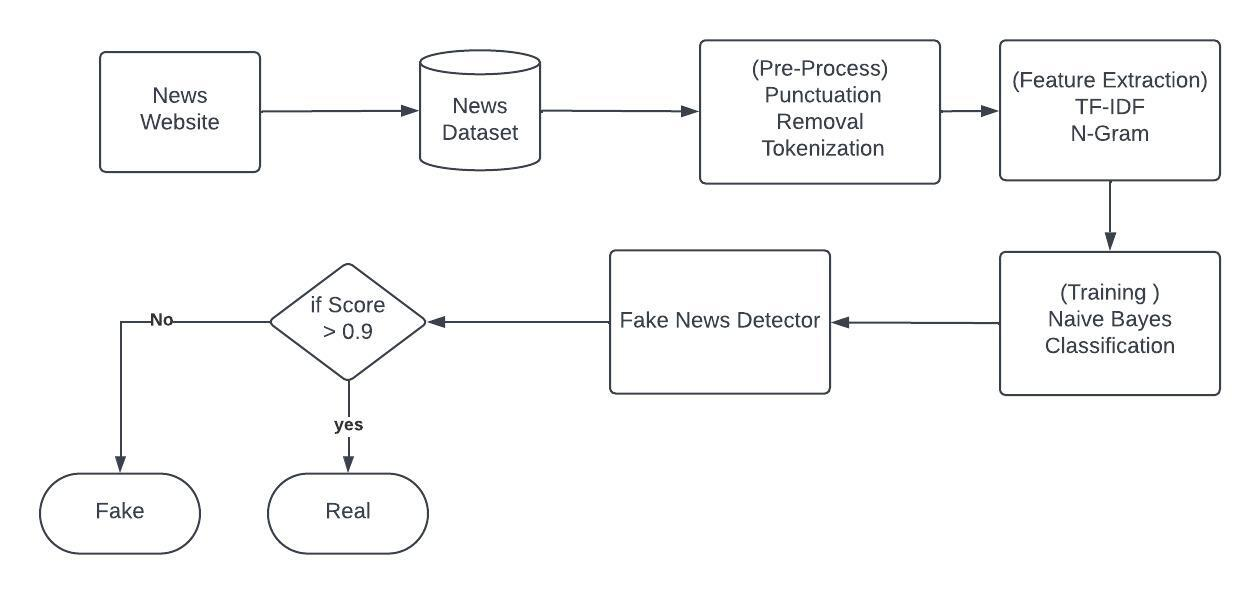 News
Website
News
Dataset
(Pre-Process)
Punctuation
Removal
Tokenization
(Feature Extraction)
TF-IDF
N-Gram
(Training )
Naive Bayes
Classification
Fake News Detector
if Score
> 0.9
No
yes
Fake
Real